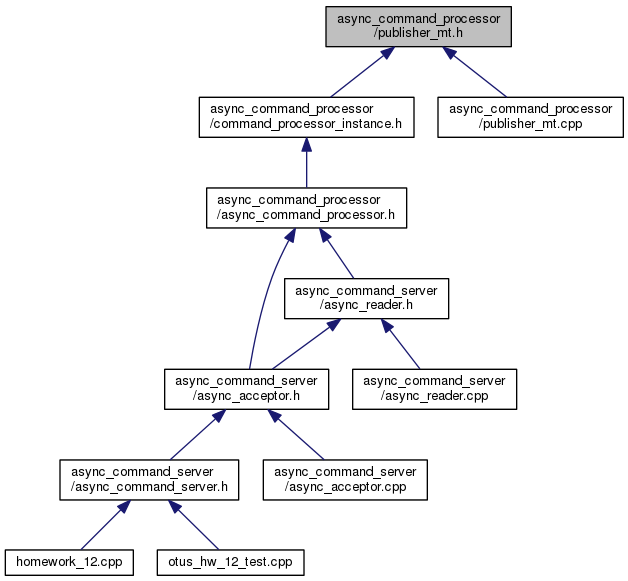 async_command_processor
/publisher_mt.h
async_command_processor
/command_processor_instance.h
async_command_processor
/publisher_mt.cpp
async_command_processor
/async_command_processor.h
async_command_server
/async_reader.h
async_command_server
/async_acceptor.h
async_command_server
/async_reader.cpp
async_command_server
/async_command_server.h
async_command_server
/async_acceptor.cpp
homework_12.cpp
otus_hw_12_test.cpp